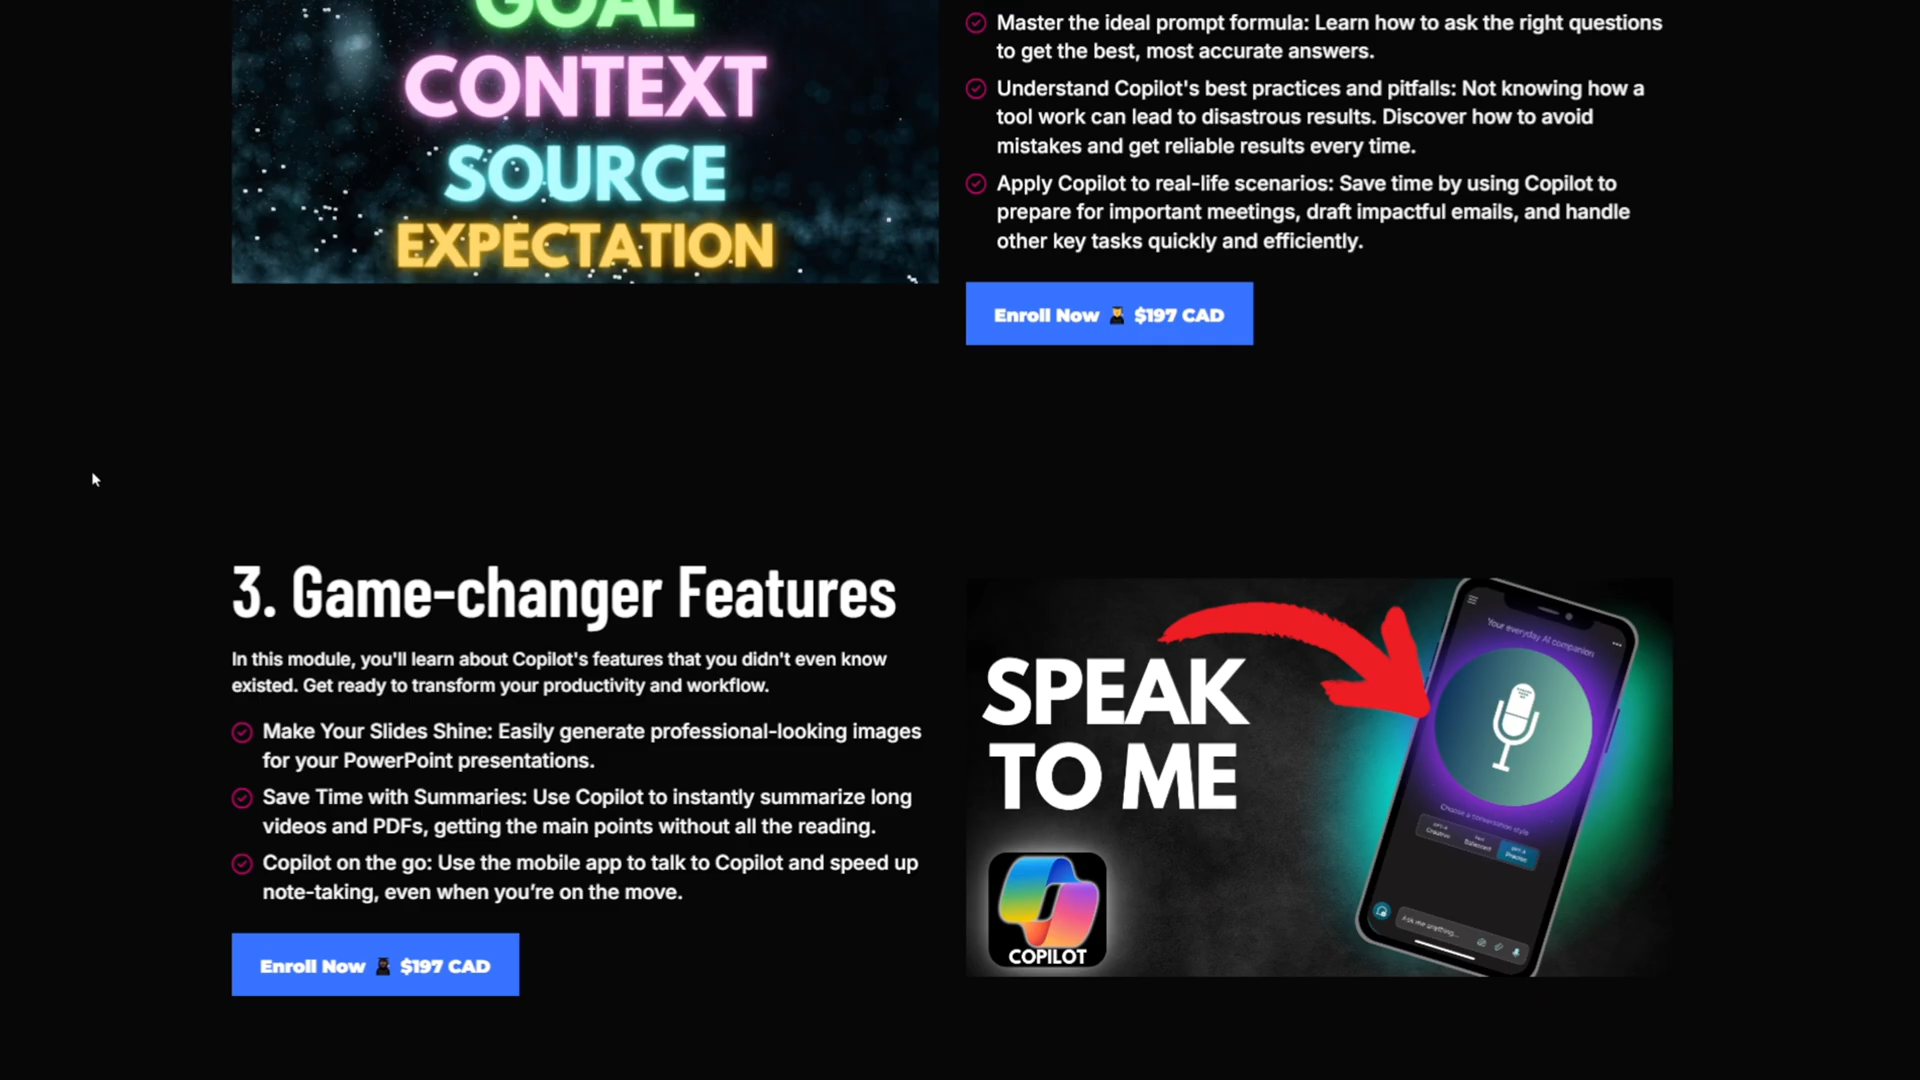 GOAL
CONTEXT
SOURCE
EXPECTATION
Master the ideal prompt formula: Learn how to ask the right questions
to get the best, most accurate answers.
Understand Copilot's best practices and pitfalls: Not knowing how a
tool work can lead to disastrous results. Discover how to avoid
mistakes and get reliable results every time.
Apply Copilot to real-life scenarios: Save time by using Copilot to
prepare for important meetings, draft impactful emails, and handle
other key tasks quickly and efficiently.
Enroll Now $197 CAD
3. Game-changer Features
In this module, you'll learn about Copilot's features that you didn't even know
existed. Get ready to transform your productivity and workflow.
Make Your Slides Shine: Easily generate professional-looking images
for your PowerPoint presentations.
Save Time with Summaries: Use Copilot to instantly summarize long
videos and PDFs, getting the main points without all the reading.
Copilot on the go: Use the mobile app to talk to Copilot and speed up
note-taking, even when you’re on the move.
Enroll Now $197 CAD
SPEAK
TO ME
COPILOT
Your everyday AI companion
Choose a conversation style
Creative
Balanced
Precise
Ask me anything...